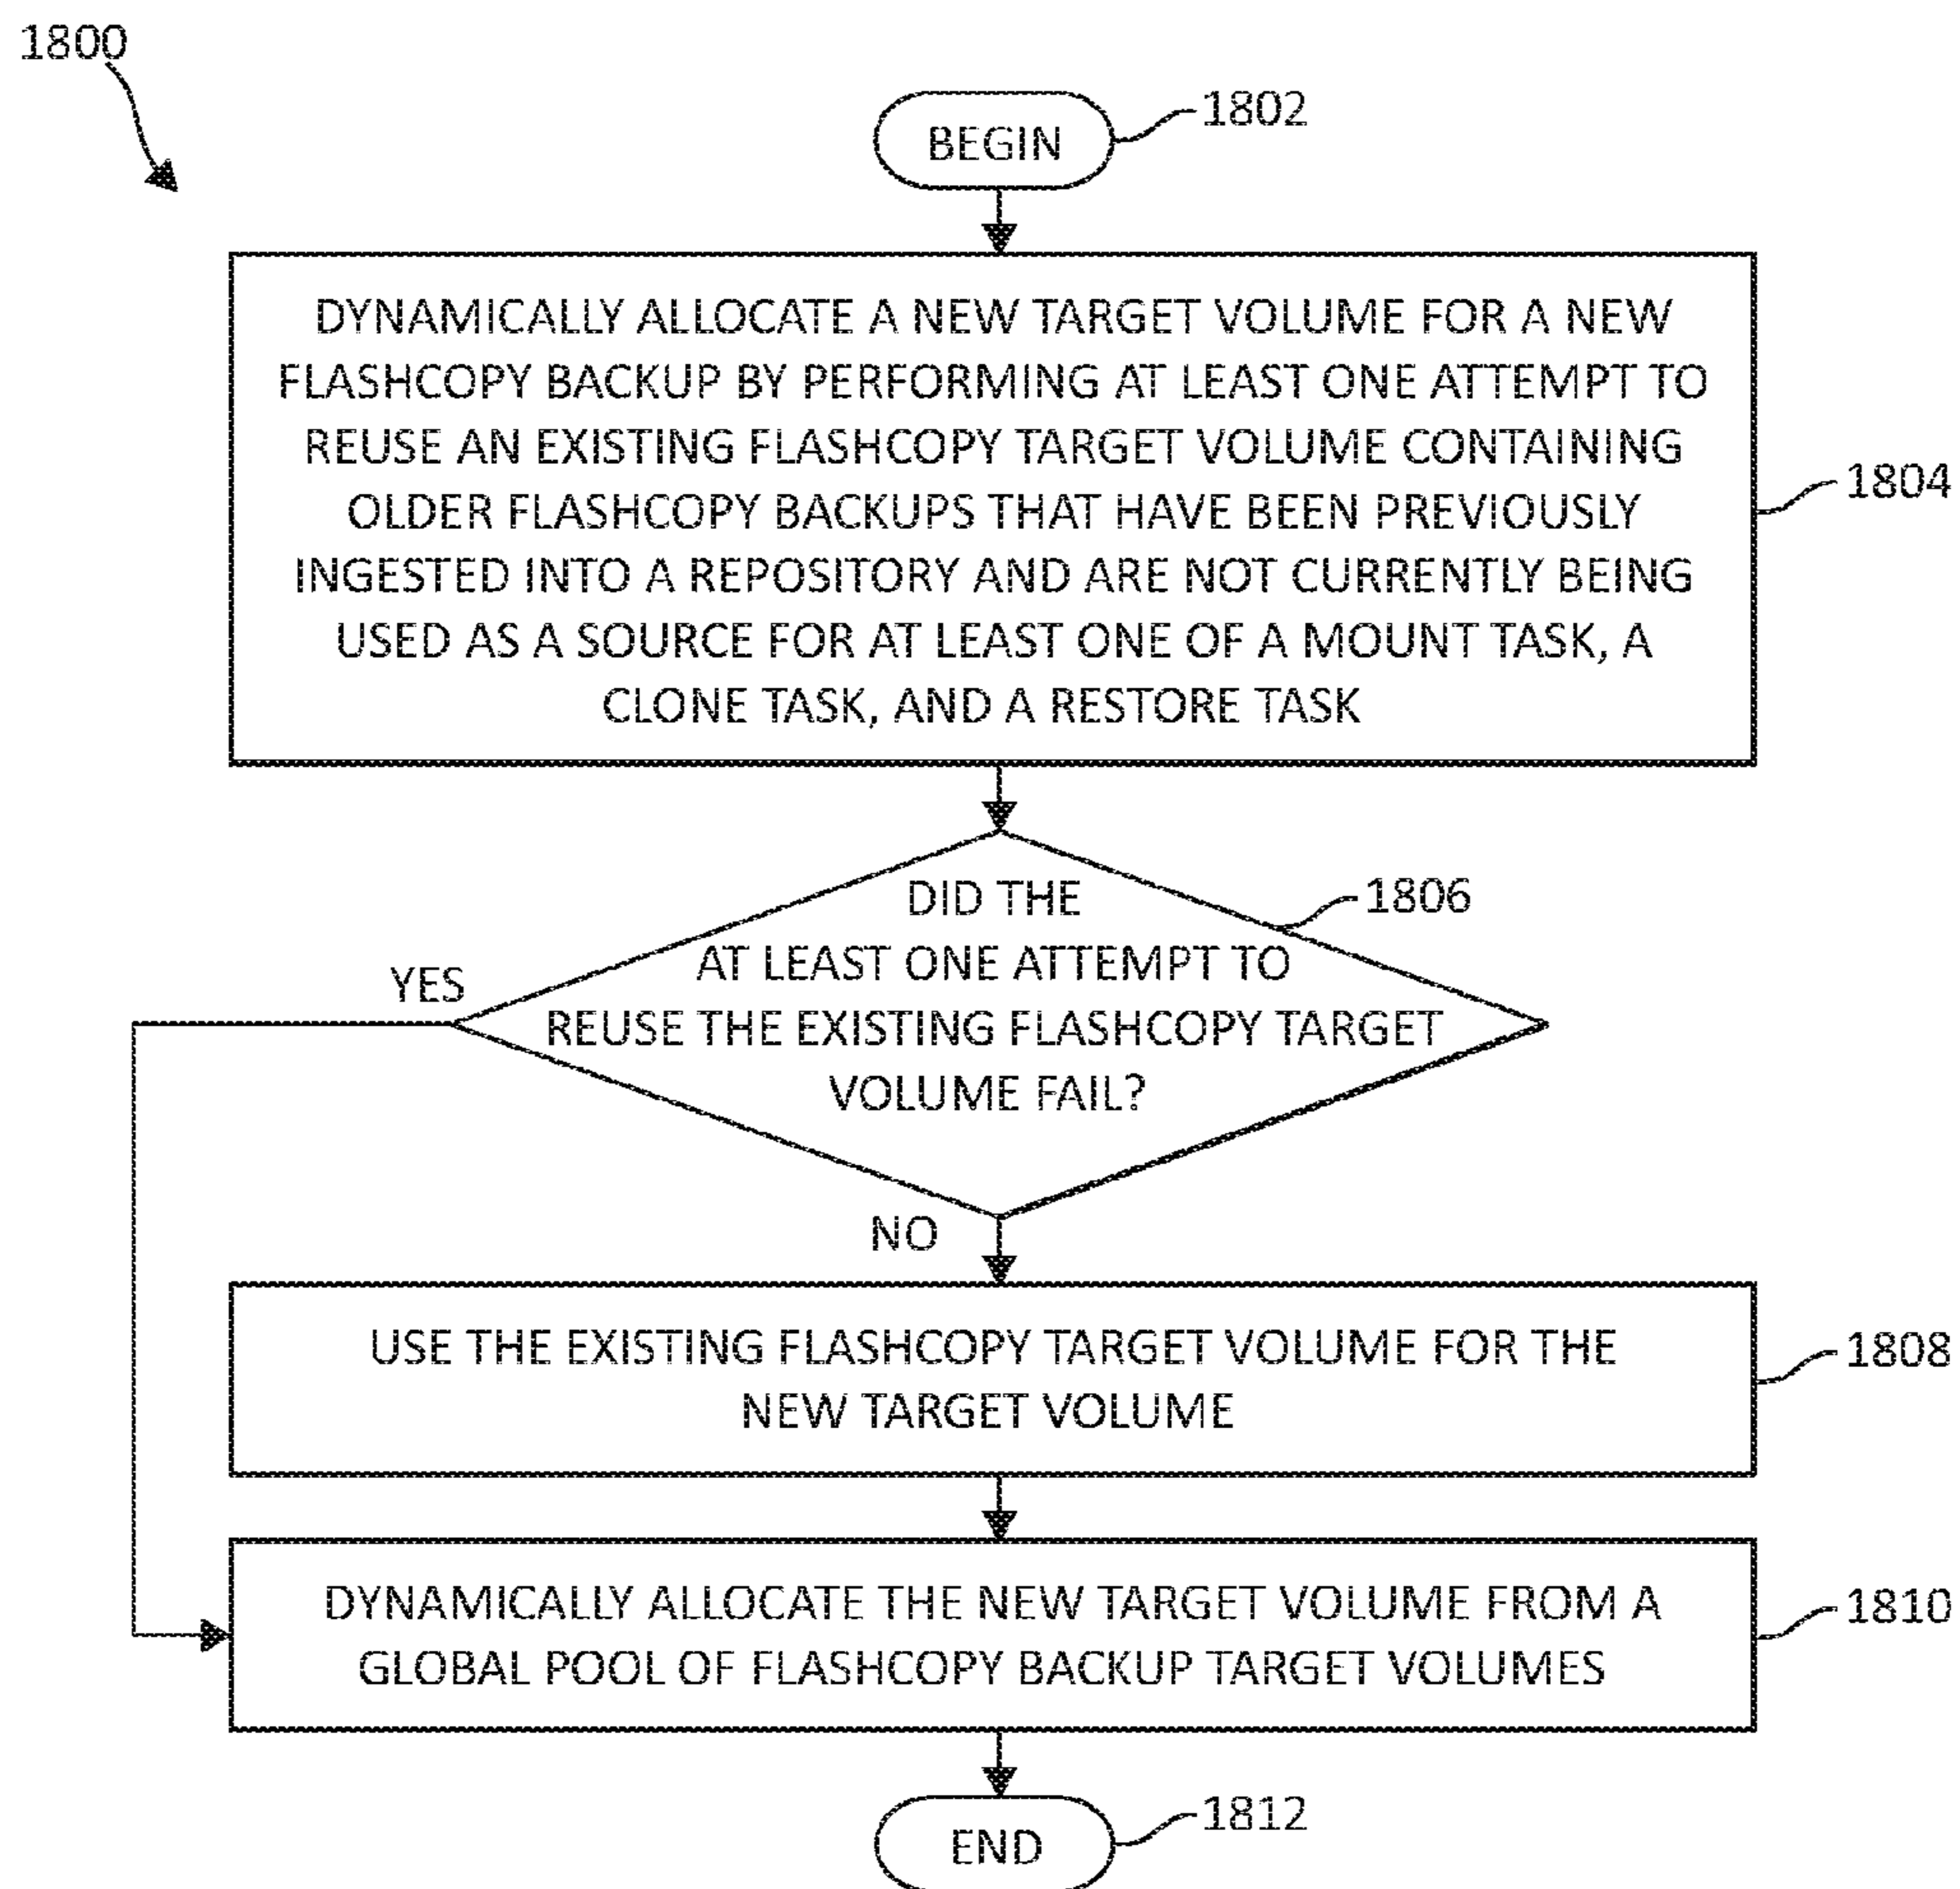 1800
BEGIN
1802
DYNAMICALLY ALLOCATE A NEW TARGET VOLUME FOR A NEW
FLASHCOPY BACKUP BY PERFORMING AT LEAST ONE ATTEMPT TO
REUSE AN EXISTING FLASHCOPY TARGET VOLUME CONTAINING
OLDER FLASHCOPY BACKUPS THAT HAVE BEEN PREVIOUSLY
INGESTED INTO A REPOSITORY AND ARE NOT CURRENTLY BEING
USED AS A SOURCE FOR AT LEAST ONE OF A MOUNT TASK, A
CLONE TASK, AND A RESTORE TASK
1804
DID THE
AT LEAST ONE ATTEMPT TO
REUSE THE EXISTING FLASHCOPY TARGET
VOLUME FAIL?
1806
YES
NO
USE THE EXISTING FLASHCOPY TARGET VOLUME FOR THE
NEW TARGET VOLUME
1808
DYNAMICALLY ALLOCATE THE NEW TARGET VOLUME FROM A
GLOBAL POOL OF FLASHCOPY BACKUP TARGET VOLUMES
1810
END
1812